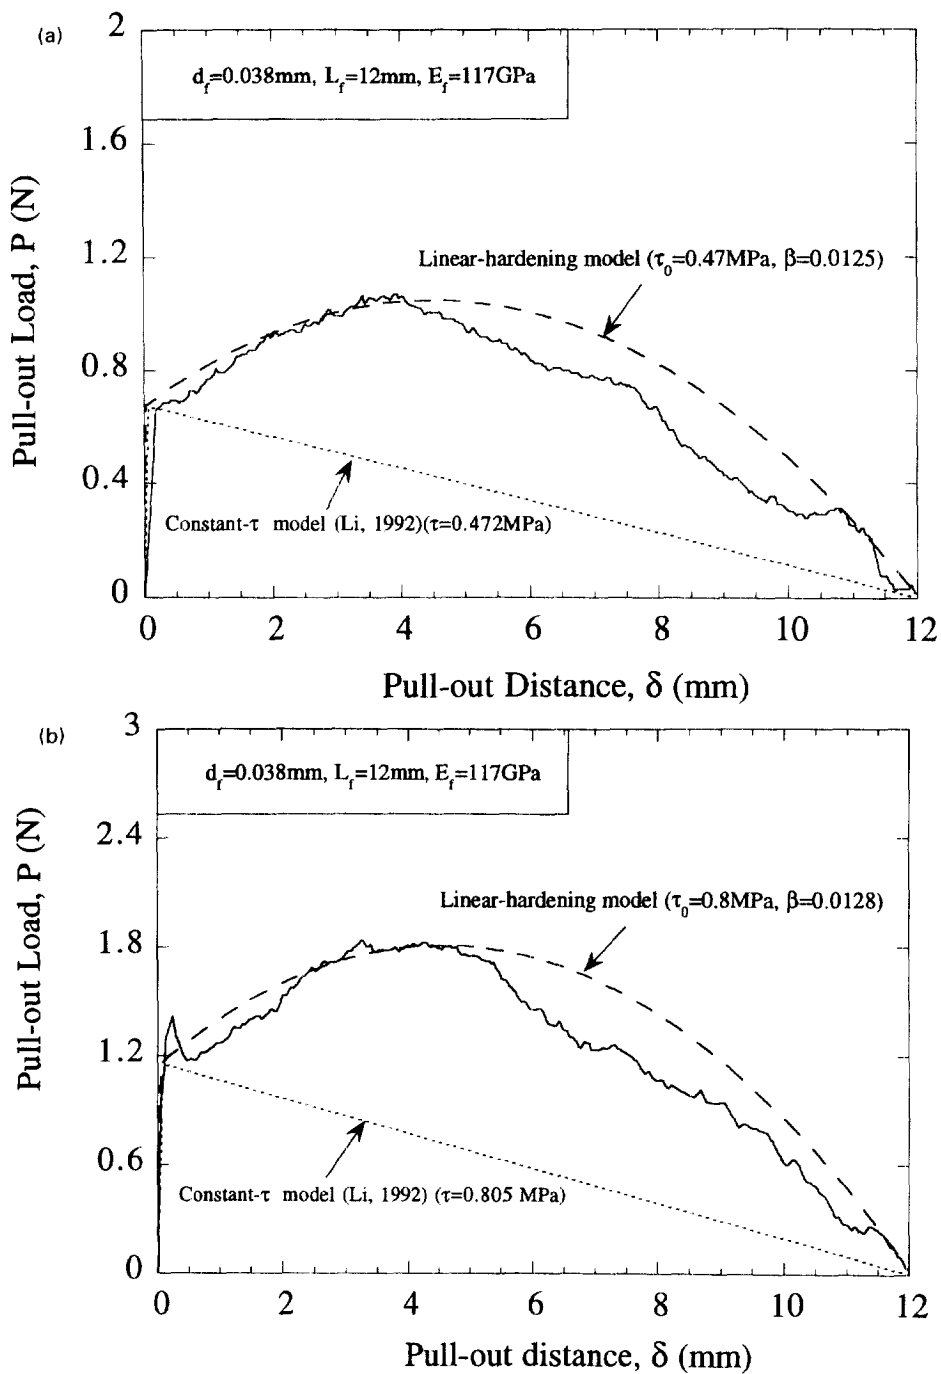 (a)
2
1.6
1.2
0.8
0.4
0
Pull-out Load, P (N)
d_f=0.038mm, L_f=12mm, E_f=117GPa
Linear-hardening model (τ_0=0.47MPa, β=0.0125)
Constant-τ model (Li, 1992)(τ=0.472MPa)
0 2 4 6 8 10 12
Pull-out Distance, δ (mm)
(b)
3
2.4
1.8
1.2
0.6
0
Pull-out Load, P (N)
d_f=0.038mm, L_f=12mm, E_f=117GPa
Linear-hardening model (τ_0=0.8MPa, β=0.0128)
Constant-τ model (Li, 1992) (τ=0.805 MPa)
0 2 4 6 8 10 12
Pull-out distance, δ (mm)